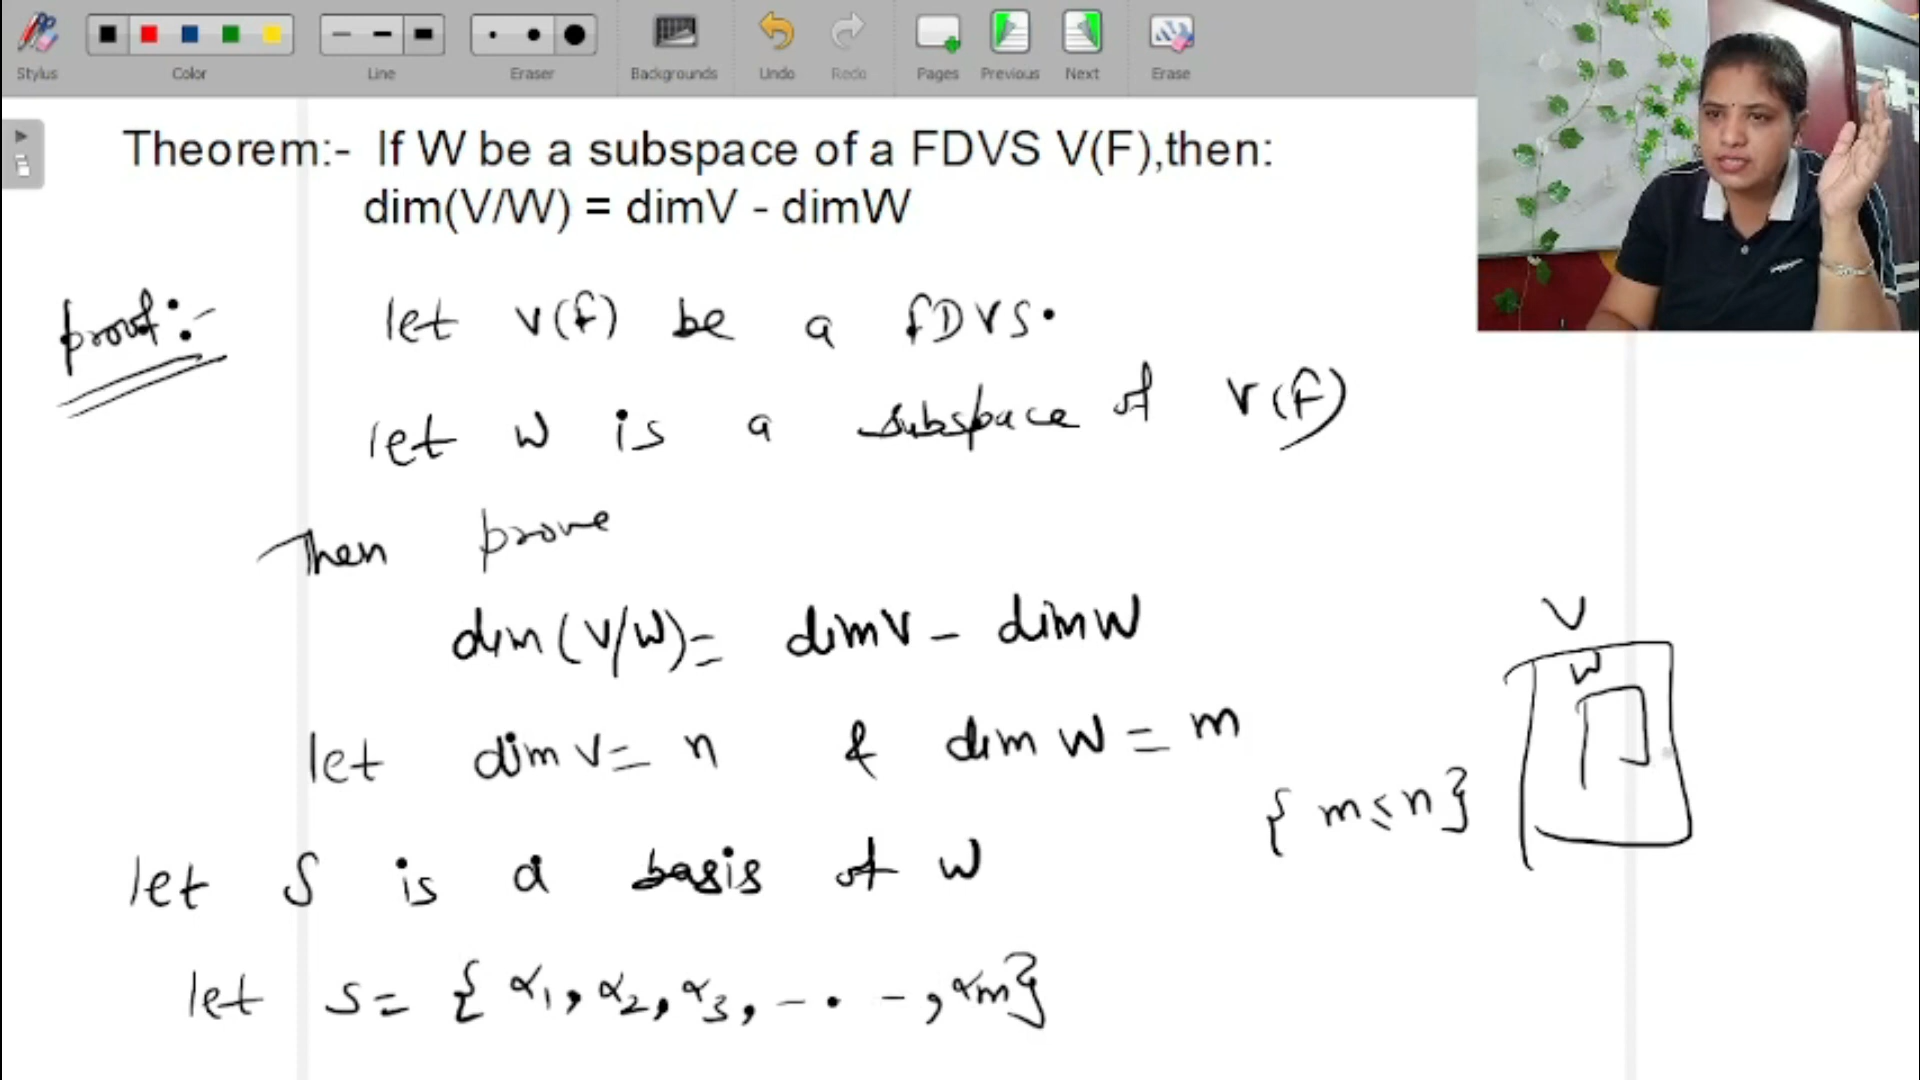 Stylus Color Line Eraser Backgrounds Undo Redo Pages Previous Next Erase
Theorem:- If W be a subspace of a FDVS V(F),then:
dim(V/W) = dimV - dimW
proof:- let V(F) be a FDVS.
let W is a subspace of V(F)
Then prove
dim(V/W)= dimV - dimW
let dim V= n & dim W = m
{ m≤n}
V
W
let S is a basis of W
let S= { α1, α2, α3, - . - , αm}